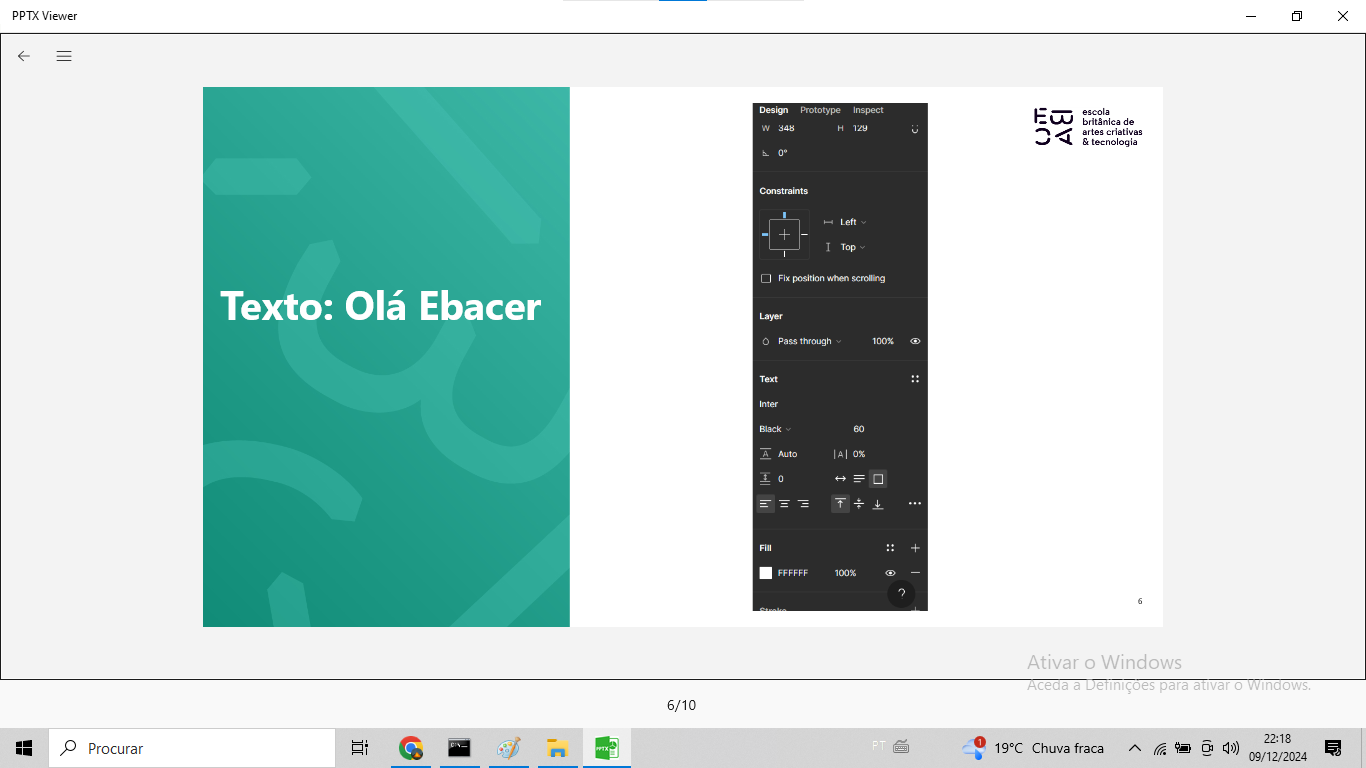 PPTX Viewer
Texto: Olá Ebacer
Design Prototype Inspect
W 348 H 129
0°
Constraints
Left
Top
Fix position when scrolling
Layer
Pass through 100%
Text
Inter
Black 60
A Auto |A| 0%
0
Fill
FFFFFF 100%
?
Stroke
escola
britânica de
artes criativas
& tecnologia
6
Ativar o Windows
Aceda a Definições para ativar o Windows.
6/10
Procurar
PPTX
PT
1
19°C Chuva fraca
22:18
09/12/2024